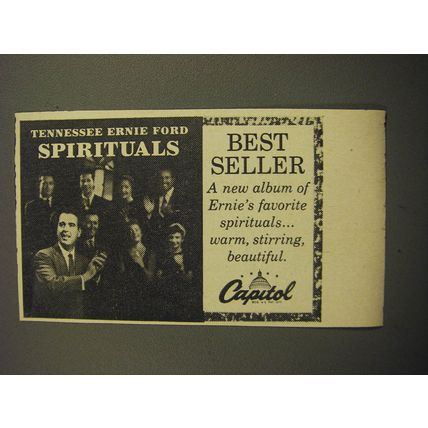 TENNESSEE ERNIE FORD
SPIRITUALS
BEST
SELLER
A new album of
Ernie's favorite
spirituals...
warm, stirring,
beautiful.
Capitol